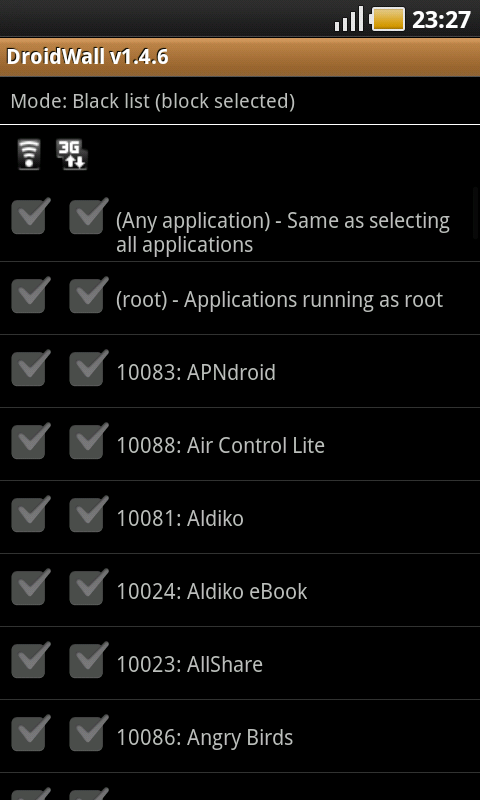 23:27
DroidWall v1.4.6
Mode: Black list (block selected)
3G
(Any application) - Same as selecting
all applications
(root) - Applications running as root
10083: APNdroid
10088: Air Control Lite
10081: Aldiko
10024: Aldiko eBook
10023: AllShare
10086: Angry Birds